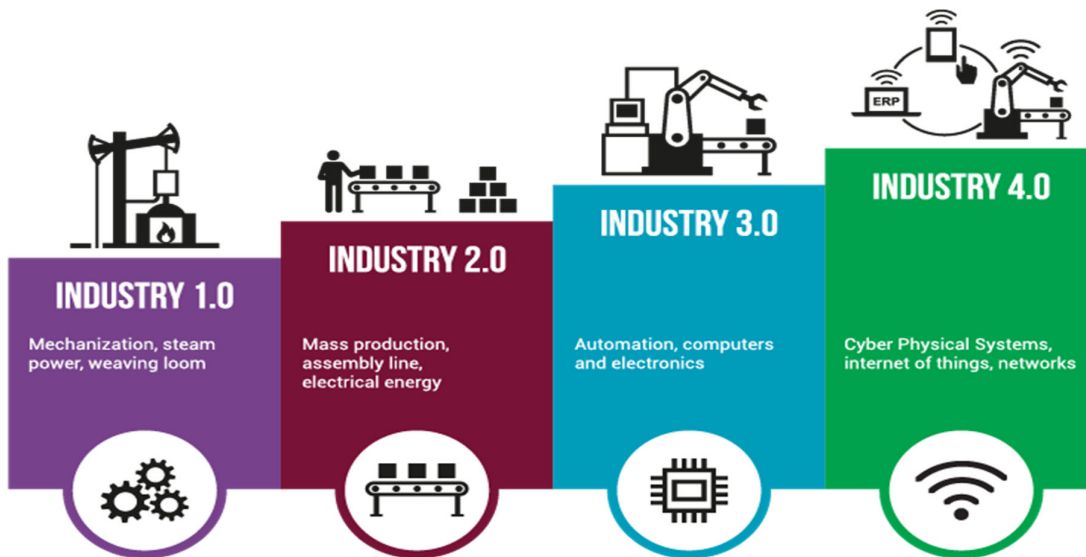 ERP
INDUSTRY 1.0
Mechanization, steam
power, weaving loom
INDUSTRY 2.0
Mass production,
assembly line,
electrical energy
INDUSTRY 3.0
Automation, computers
and electronics
INDUSTRY 4.0
Cyber Physical Systems,
internet of things, networks